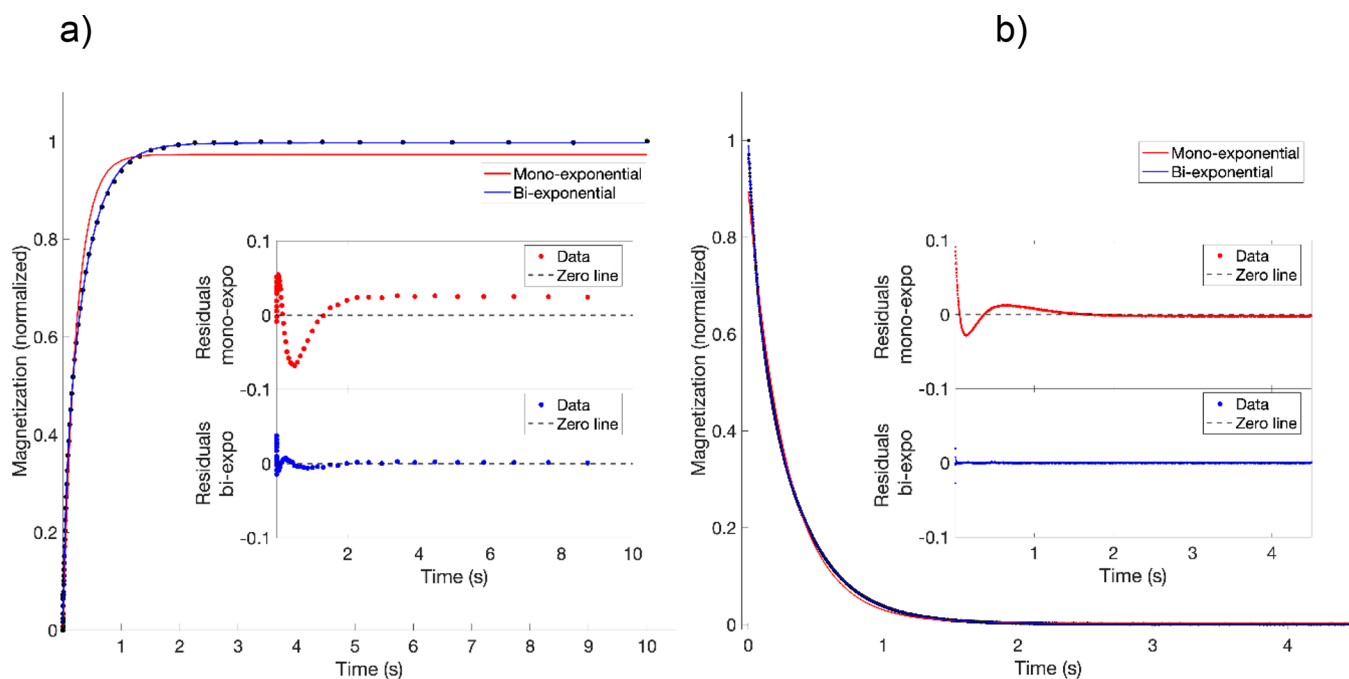 a)
Magnetization (normalized)
1
0.8
0.6
0.4
0.2
0
0 1 2 3 4 5 6 7 8 9 10
Time (s)
Mono-exponential
Bi-exponential
Residuals
mono-expo
0.1
0
-0.1
Data
Zero line
Residuals
bi-expo
0
-0.1
Data
Zero line
2 4 6 8 10
Time (s)
b)
Magnetization (normalized)
1
0.8
0.6
0.4
0.2
0
0 1 2 3 4
Time (s)
Mono-exponential
Bi-exponential
Residuals
mono-expo
0.1
0
-0.1
Data
Zero line
Residuals
bi-expo
0
-0.1
Data
Zero line
1 2 3 4
Time (s)